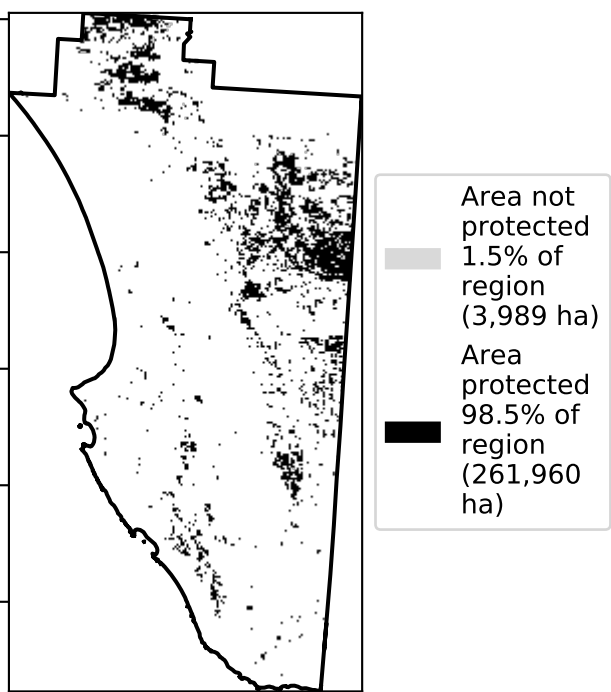 Area not
protected
1.5% of
region
(3,989 ha)
Area
protected
98.5% of
region
(261,960
ha)